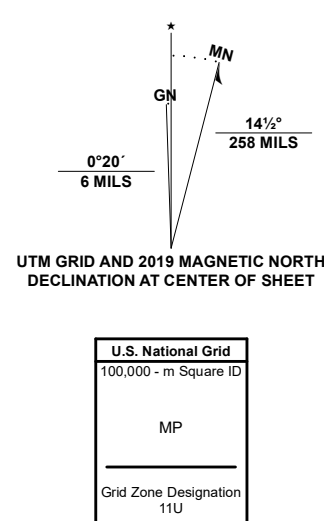 ★
MN
GN
14½°
258 MILS
0°20´
6 MILS
UTM GRID AND 2019 MAGNETIC NORTH
DECLINATION AT CENTER OF SHEET
U.S. National Grid
100,000 - m Square ID
MP
Grid Zone Designation
11U